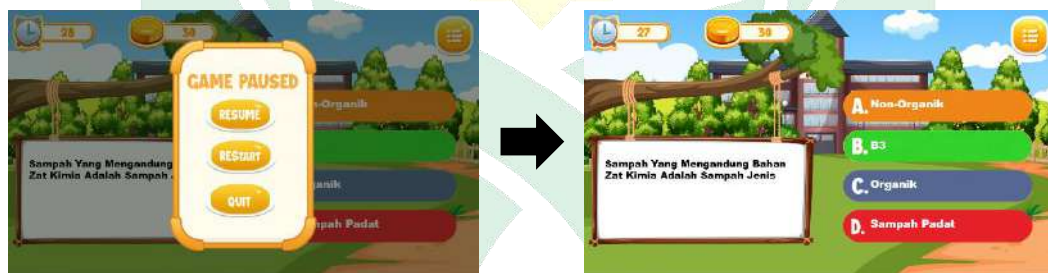 28
30
GAME PAUSED
RESUME
RESTART
QUIT
Sampah Yang Mengandung
Zat Kimia Adalah Sampah
n-Organik
anik
mpah Padat
27
30
Sampah Yang Mengandung Bahan
Zat Kimia Adalah Sampah Jenis
A. Non-Organik
B. B3
C. Organik
D. Sampah Padat